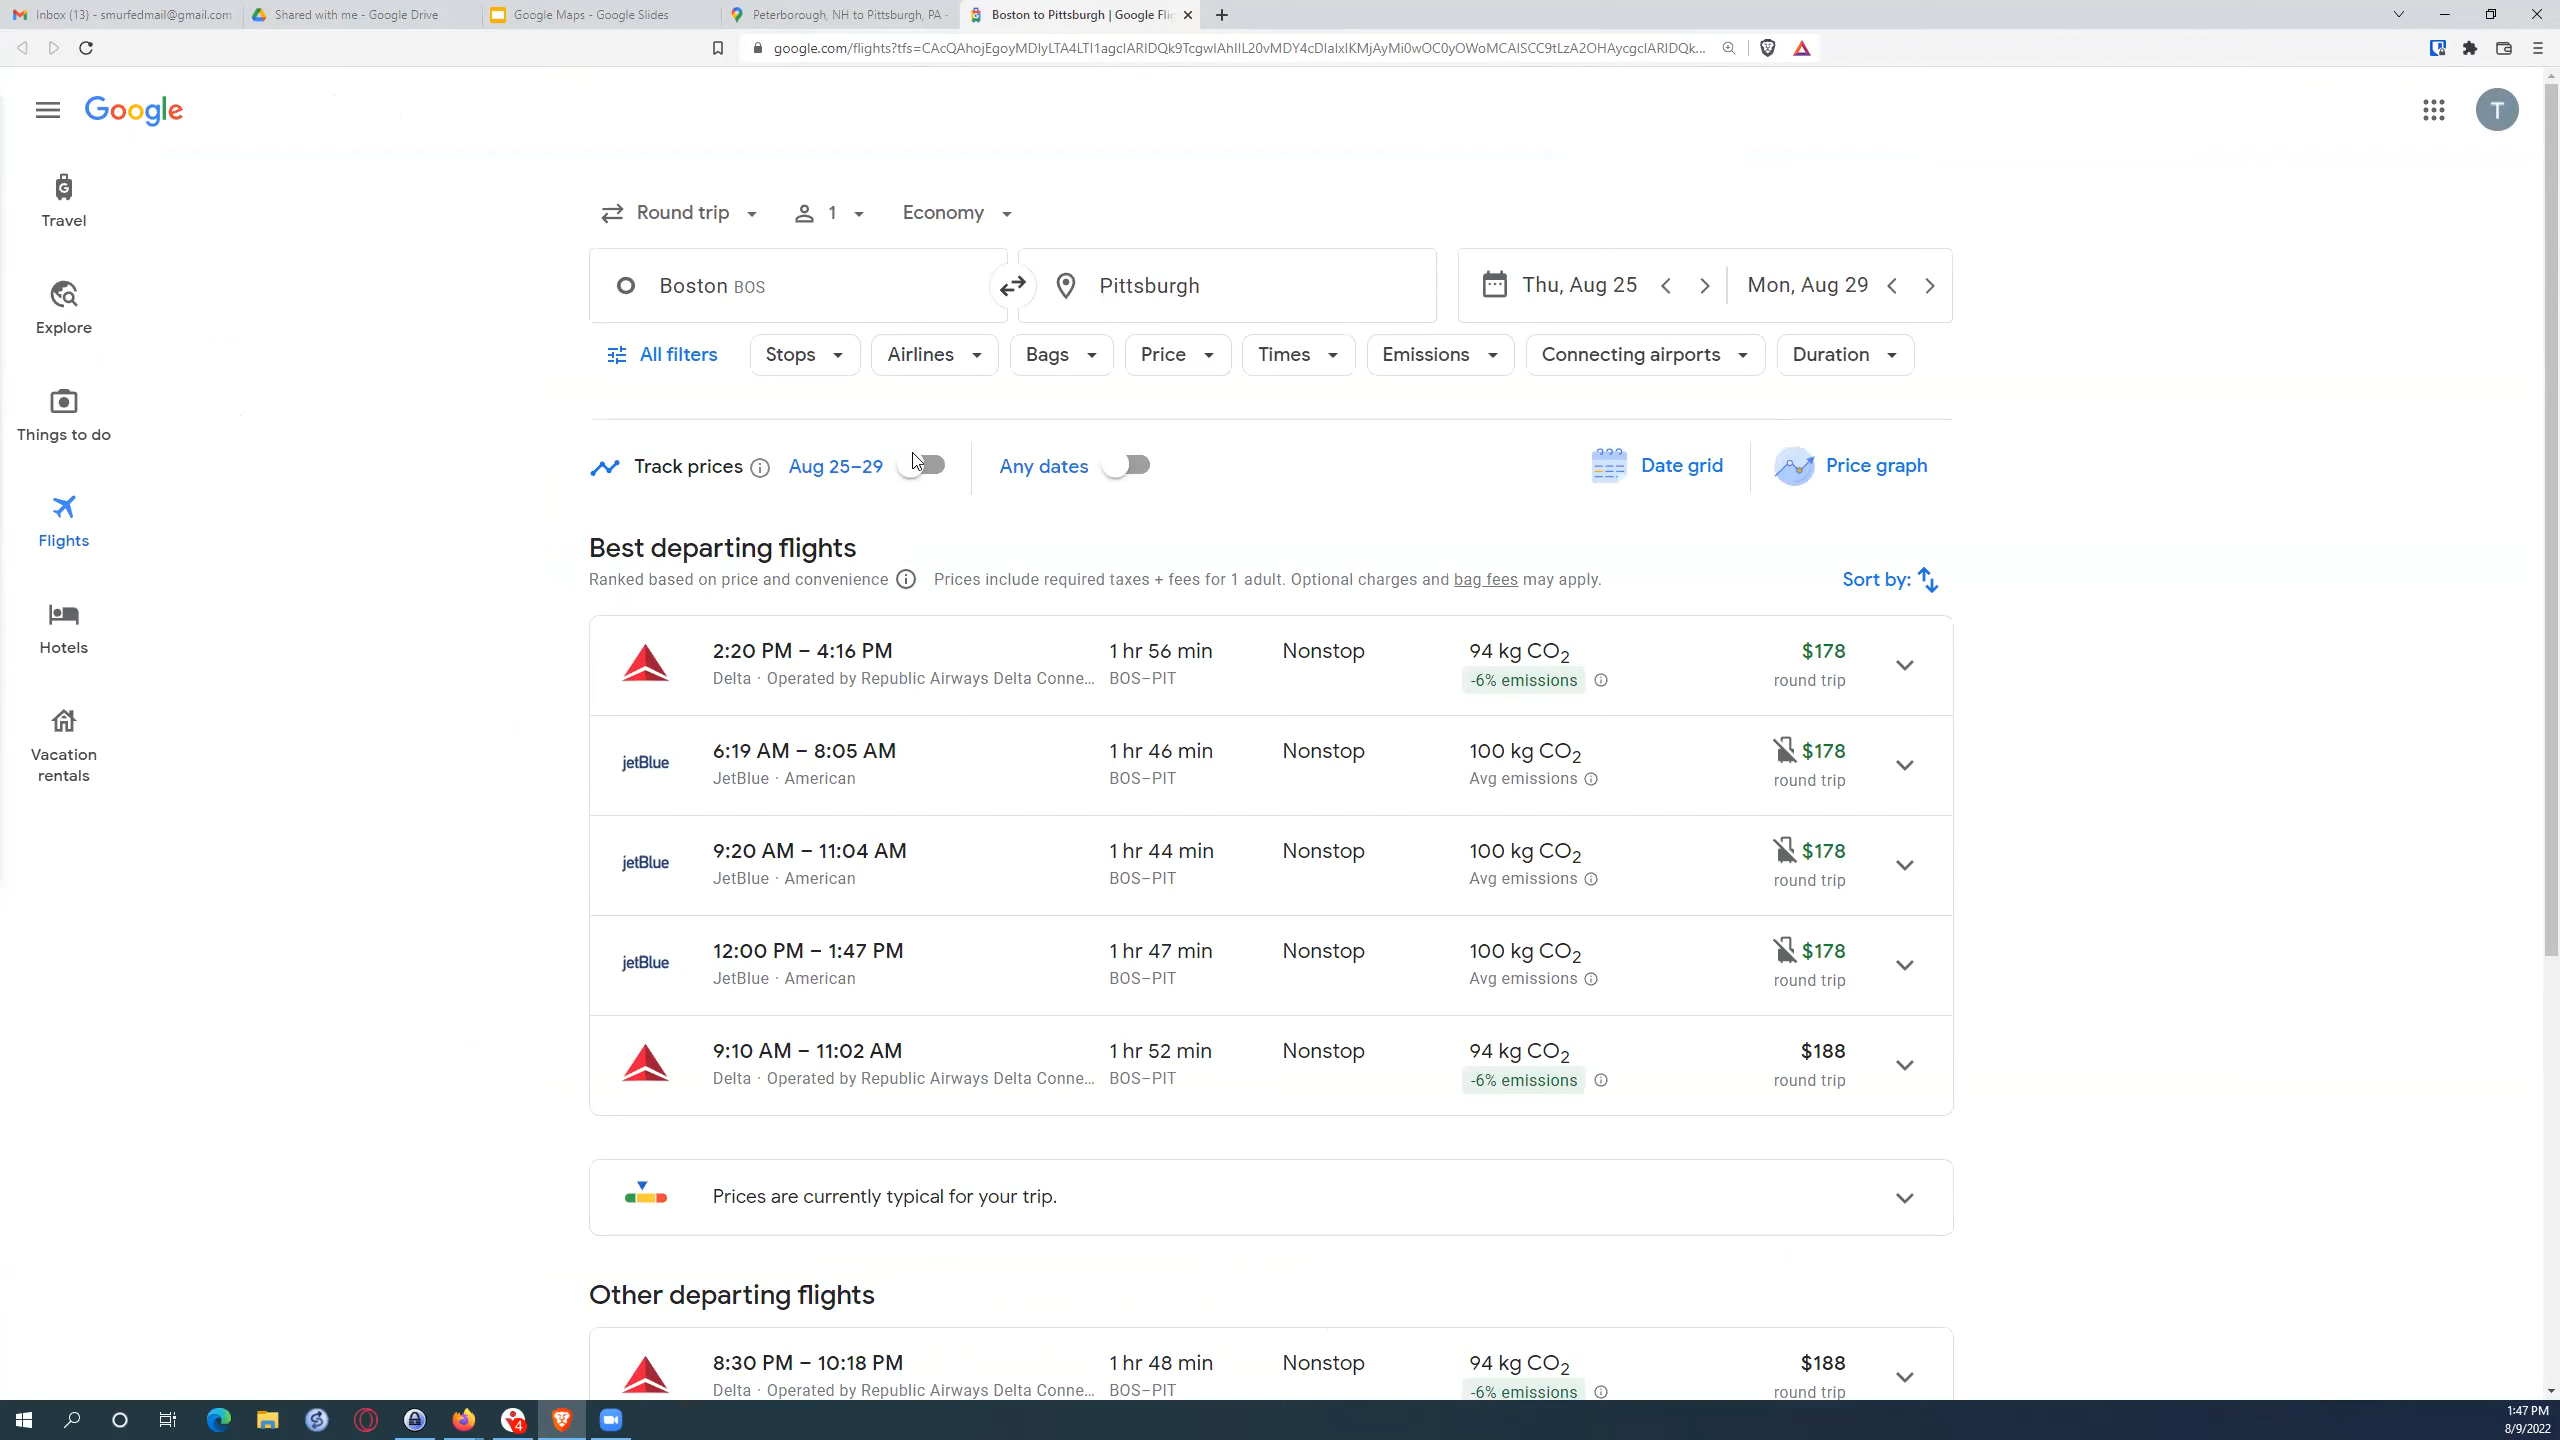 Inbox (13) - smurfedmail@gmail.com
Shared with me - Google Drive
Google Maps - Google Slides
Peterborough, NH to Pittsburgh, PA -
Boston to Pittsburgh | Google Fli
Google
T
Travel
Explore
Things to do
Flights
Hotels
Vacation
rentals
Round trip
1
Economy
Boston BOS
Pittsburgh
Thu, Aug 25
Mon, Aug 29
All filters
Stops
Airlines
Bags
Price
Times
Emissions
Connecting airports
Duration
Track prices
Aug 25–29
Any dates
Date grid
Price graph
Best departing flights
Ranked based on price and convenience
Prices include required taxes + fees for 1 adult. Optional charges and bag fees may apply.
Sort by:
2:20 PM – 4:16 PM 1 hr 56 min Nonstop 94 kg CO2 $178
Delta · Operated by Republic Airways Delta Conne... BOS–PIT -6% emissions round trip
jetBlue
6:19 AM – 8:05 AM 1 hr 46 min Nonstop 100 kg CO2 $178
JetBlue · American BOS–PIT Avg emissions round trip
jetBlue
9:20 AM – 11:04 AM 1 hr 44 min Nonstop 100 kg CO2 $178
JetBlue · American BOS–PIT Avg emissions round trip
jetBlue
12:00 PM – 1:47 PM 1 hr 47 min Nonstop 100 kg CO2 $178
JetBlue · American BOS–PIT Avg emissions round trip
9:10 AM – 11:02 AM 1 hr 52 min Nonstop 94 kg CO2 $188
Delta · Operated by Republic Airways Delta Conne... BOS–PIT -6% emissions round trip
Prices are currently typical for your trip.
Other departing flights
8:30 PM – 10:18 PM 1 hr 48 min Nonstop 94 kg CO2 $188
Delta · Operated by Republic Airways Delta Conne... BOS–PIT -6% emissions round trip
4
1:47 PM
8/9/2022